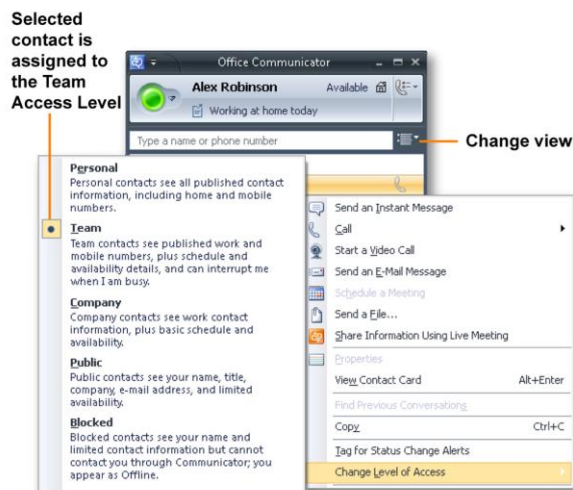 Selected
contact is
assigned to
the Team
Access Level
Office Communicator
Alex Robinson
Available
Working at home today
Type a name or phone number
Change view
Personal
Personal contacts see all published contact
information, including home and mobile
numbers.
Team
Team contacts see published work and
mobile numbers, plus schedule and
availability details, and can interrupt me
when I am busy.
Company
Company contacts see work contact
information, plus basic schedule and
availability.
Public
Public contacts see your name, title,
company, e-mail address, and limited
availability.
Blocked
Blocked contacts see your name and
limited contact information but cannot
contact you through Communicator; you
appear as Offline.
Send an Instant Message
Call
Start a Video Call
Send an E-Mail Message
Schedule a Meeting
Send a File...
Share Information Using Live Meeting
Properties
View Contact Card Alt+Enter
Find Previous Conversations
Copy Ctrl+C
Tag for Status Change Alerts
Change Level of Access